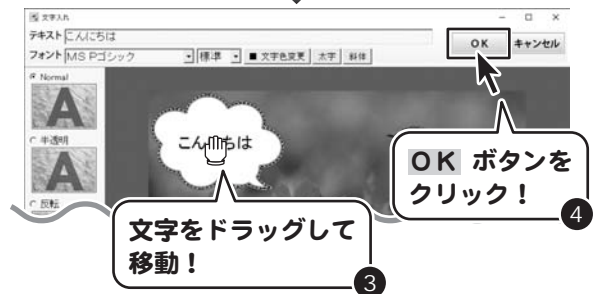 文字入れ
テキスト こんにちは
OK キャンセル
フォント MS Pゴシック 標準 ■ 文字色変更 太字 斜体
Normal
A
半透明
A
反転
こんにちは
OK ボタンを
クリック!
4
文字をドラッグして
移動!
3